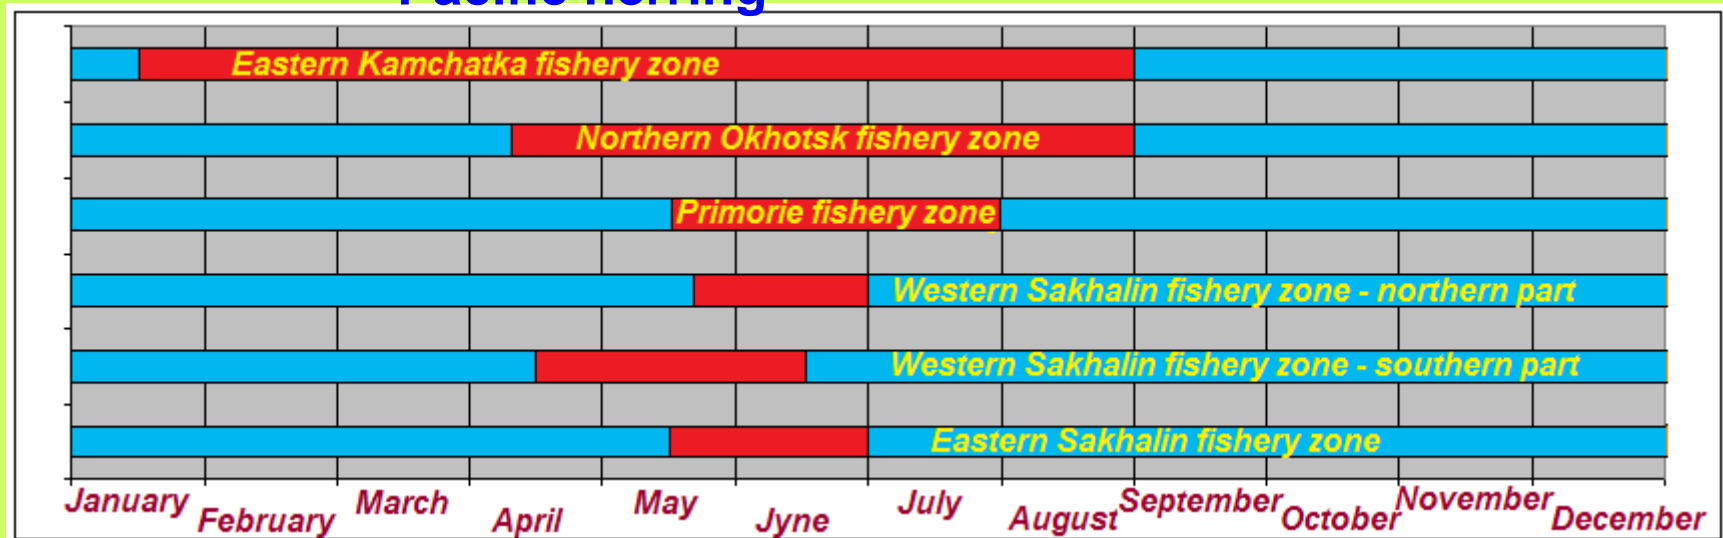 Pacific herring
Eastern Kamchatka fishery zone
Northern Okhotsk fishery zone
Primorie fishery zone
Western Sakhalin fishery zone - northern part
Western Sakhalin fishery zone - southern part
Eastern Sakhalin fishery zone
January February March April May Jyne July August September October November December